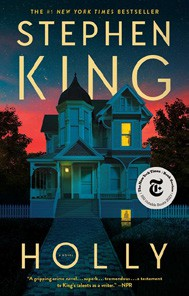 THE #1 NEW YORK TIMES BESTSELLER
STEPHEN
KING
A NOVEL
HOLLY
"A gripping crime novel.... superb.... tremendous.... a testament
to King's talents as a writer." —NPR